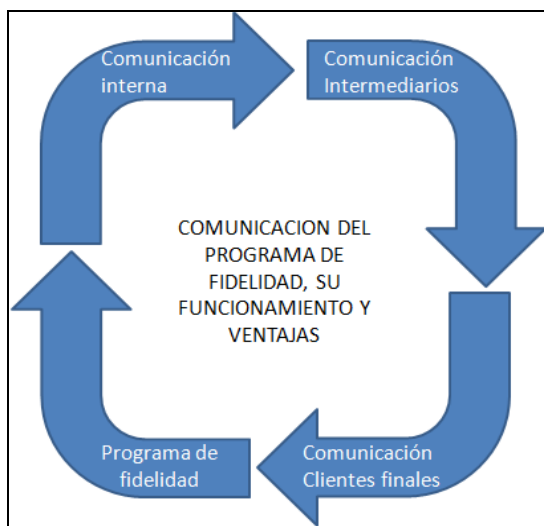 Comunicación
interna
Comunicación
Intermediarios
COMUNICACION DEL
PROGRAMA DE
FIDELIDAD, SU
FUNCIONAMIENTO Y
VENTAJAS
Programa de
fidelidad
Comunicación
Clientes finales